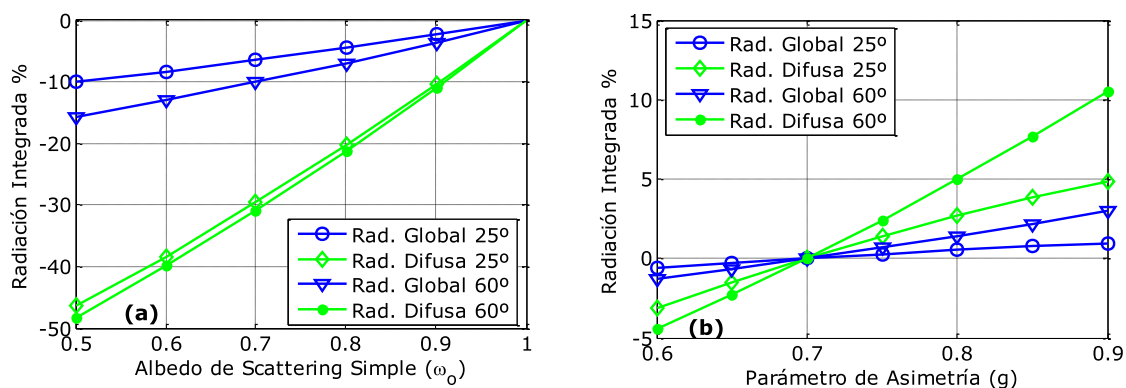 0
-10
-20
-30
-40
-50
0.5
0.6
0.7
0.8
0.9
1
Radiación Integrada %
Albedo de Scattering Simple (ωo)
(a)
Rad. Global 25º
Rad. Difusa 25º
Rad. Global 60º
Rad. Difusa 60º
15
10
5
0
-5
0.6
0.7
0.8
0.9
Radiación Integrada %
Parámetro de Asimetría (g)
(b)
Rad. Global 25º
Rad. Difusa 25º
Rad. Global 60º
Rad. Difusa 60º